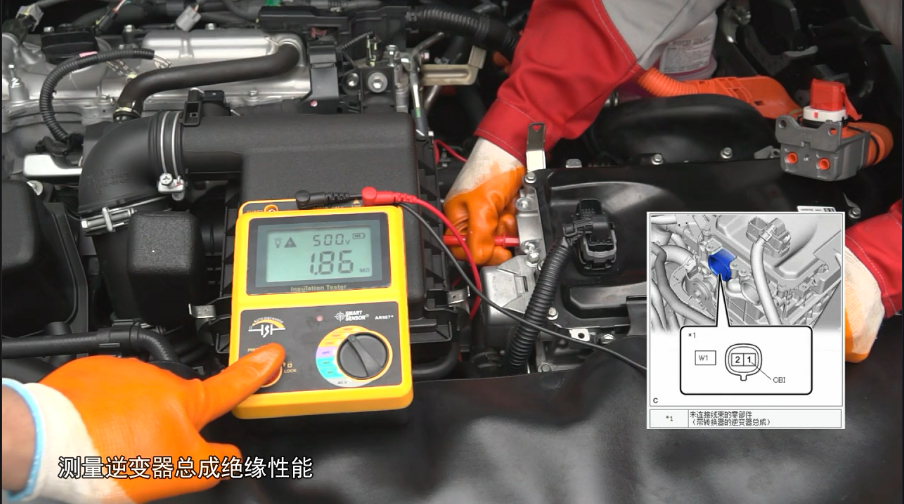 500V
1.86 MΩ
Insulation Tester
SMART SENSOR
*1
W1
2 1
CBI
C
*1 未连接线束的零部件
(带转换器的逆变器总成)
测量逆变器总成绝缘性能